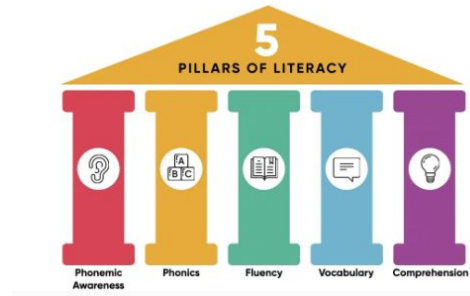 5
PILLARS OF LITERACY
A
B C
Phonemic Awareness
Phonics
Fluency
Vocabulary
Comprehension